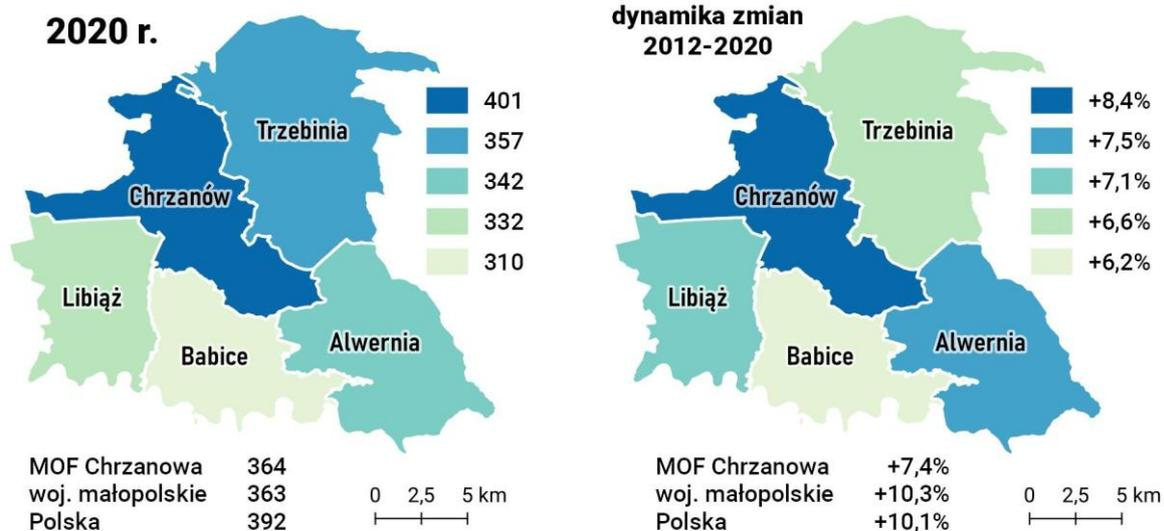 2020 r.
Trzebinia
Chrzanów
Libiąż
Babice
Alwernia
401
357
342
332
310
MOF Chrzanowa 364
woj. małopolskie 363
Polska 392
0 2,5 5 km
dynamika zmian
2012-2020
Trzebinia
Chrzanów
Libiąż
Babice
Alwernia
+8,4%
+7,5%
+7,1%
+6,6%
+6,2%
MOF Chrzanowa +7,4%
woj. małopolskie +10,3%
Polska +10,1%
0 2,5 5 km